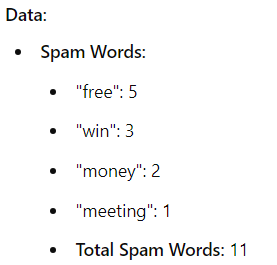 Data:
• Spam Words:
• "free": 5
• "win": 3
• "money": 2
• "meeting": 1
• Total Spam Words: 11